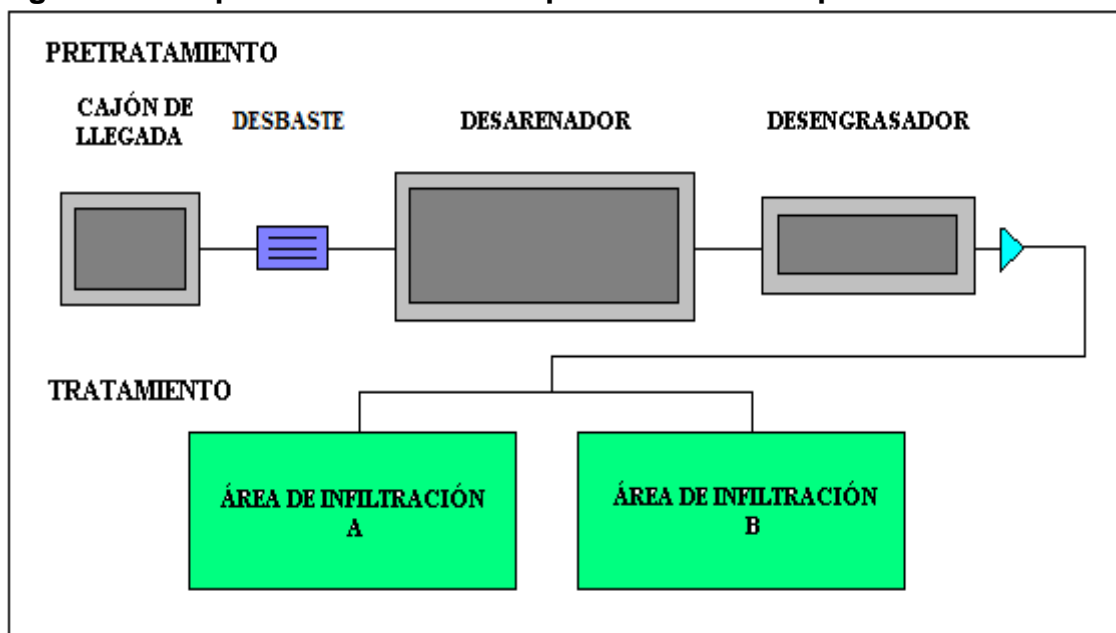 PRETRATAMIENTO
CAJÓN DE
LLEGADA
DESBASTE
DESARENADOR
DESENGRASADOR
TRATAMIENTO
ÁREA DE INFILTRACIÓN
A
ÁREA DE INFILTRACIÓN
B